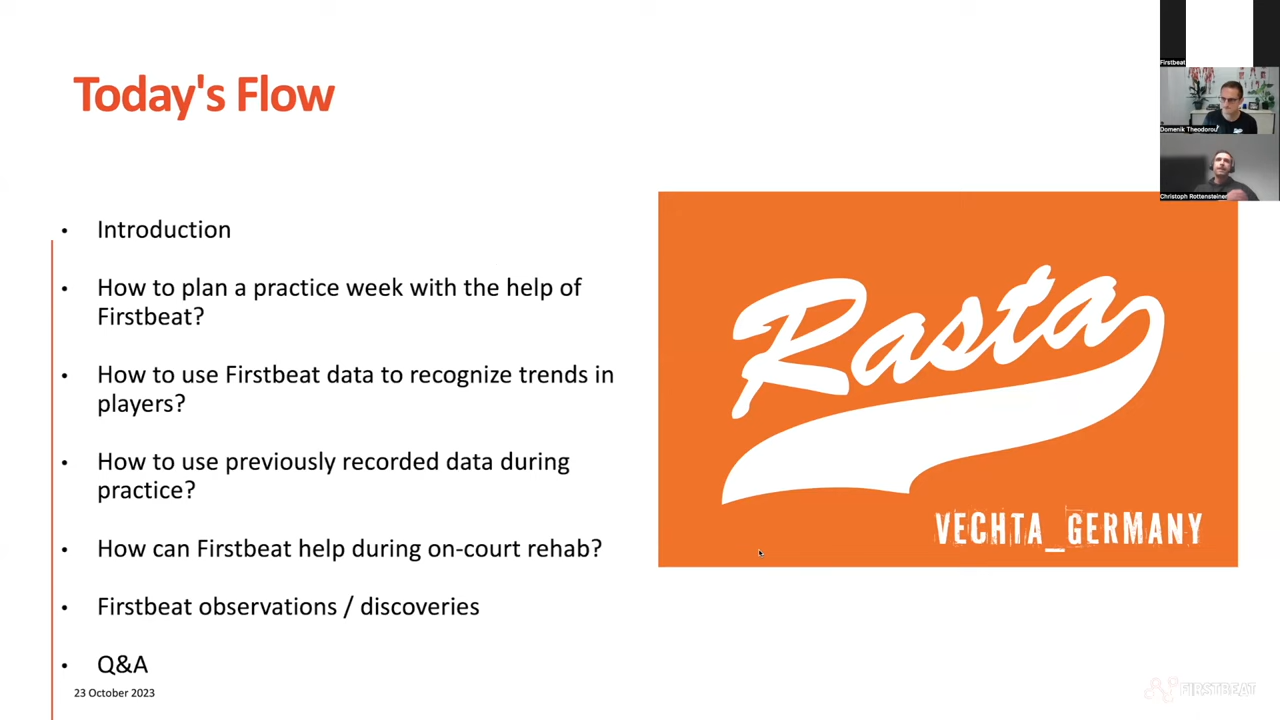 Today's Flow
Firstbeat
Domenik Theodorou
Christoph Rottensteiner
• Introduction
• How to plan a practice week with the help of
Firstbeat?
• How to use Firstbeat data to recognize trends in
players?
• How to use previously recorded data during
practice?
• How can Firstbeat help during on-court rehab?
• Firstbeat observations / discoveries
• Q&A
23 October 2023
Rasta
VECHTA_GERMANY
FIRSTBEAT